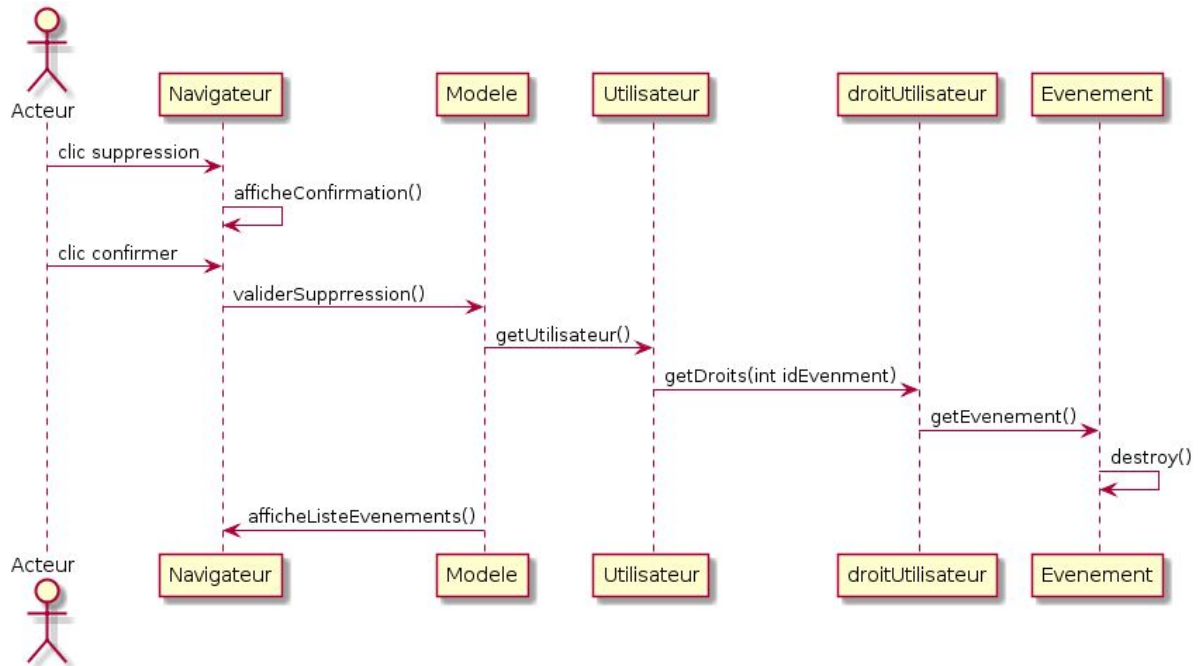 Acteur
Navigateur
Modele
Utilisateur
droitUtilisateur
Evenement
clic suppression
afficheConfirmation()
clic confirmer
validerSupprression()
getUtilisateur()
getDroits(int idEvenment)
getEvenement()
destroy()
afficheListeEvenements()
Acteur
Navigateur
Modele
Utilisateur
droitUtilisateur
Evenement